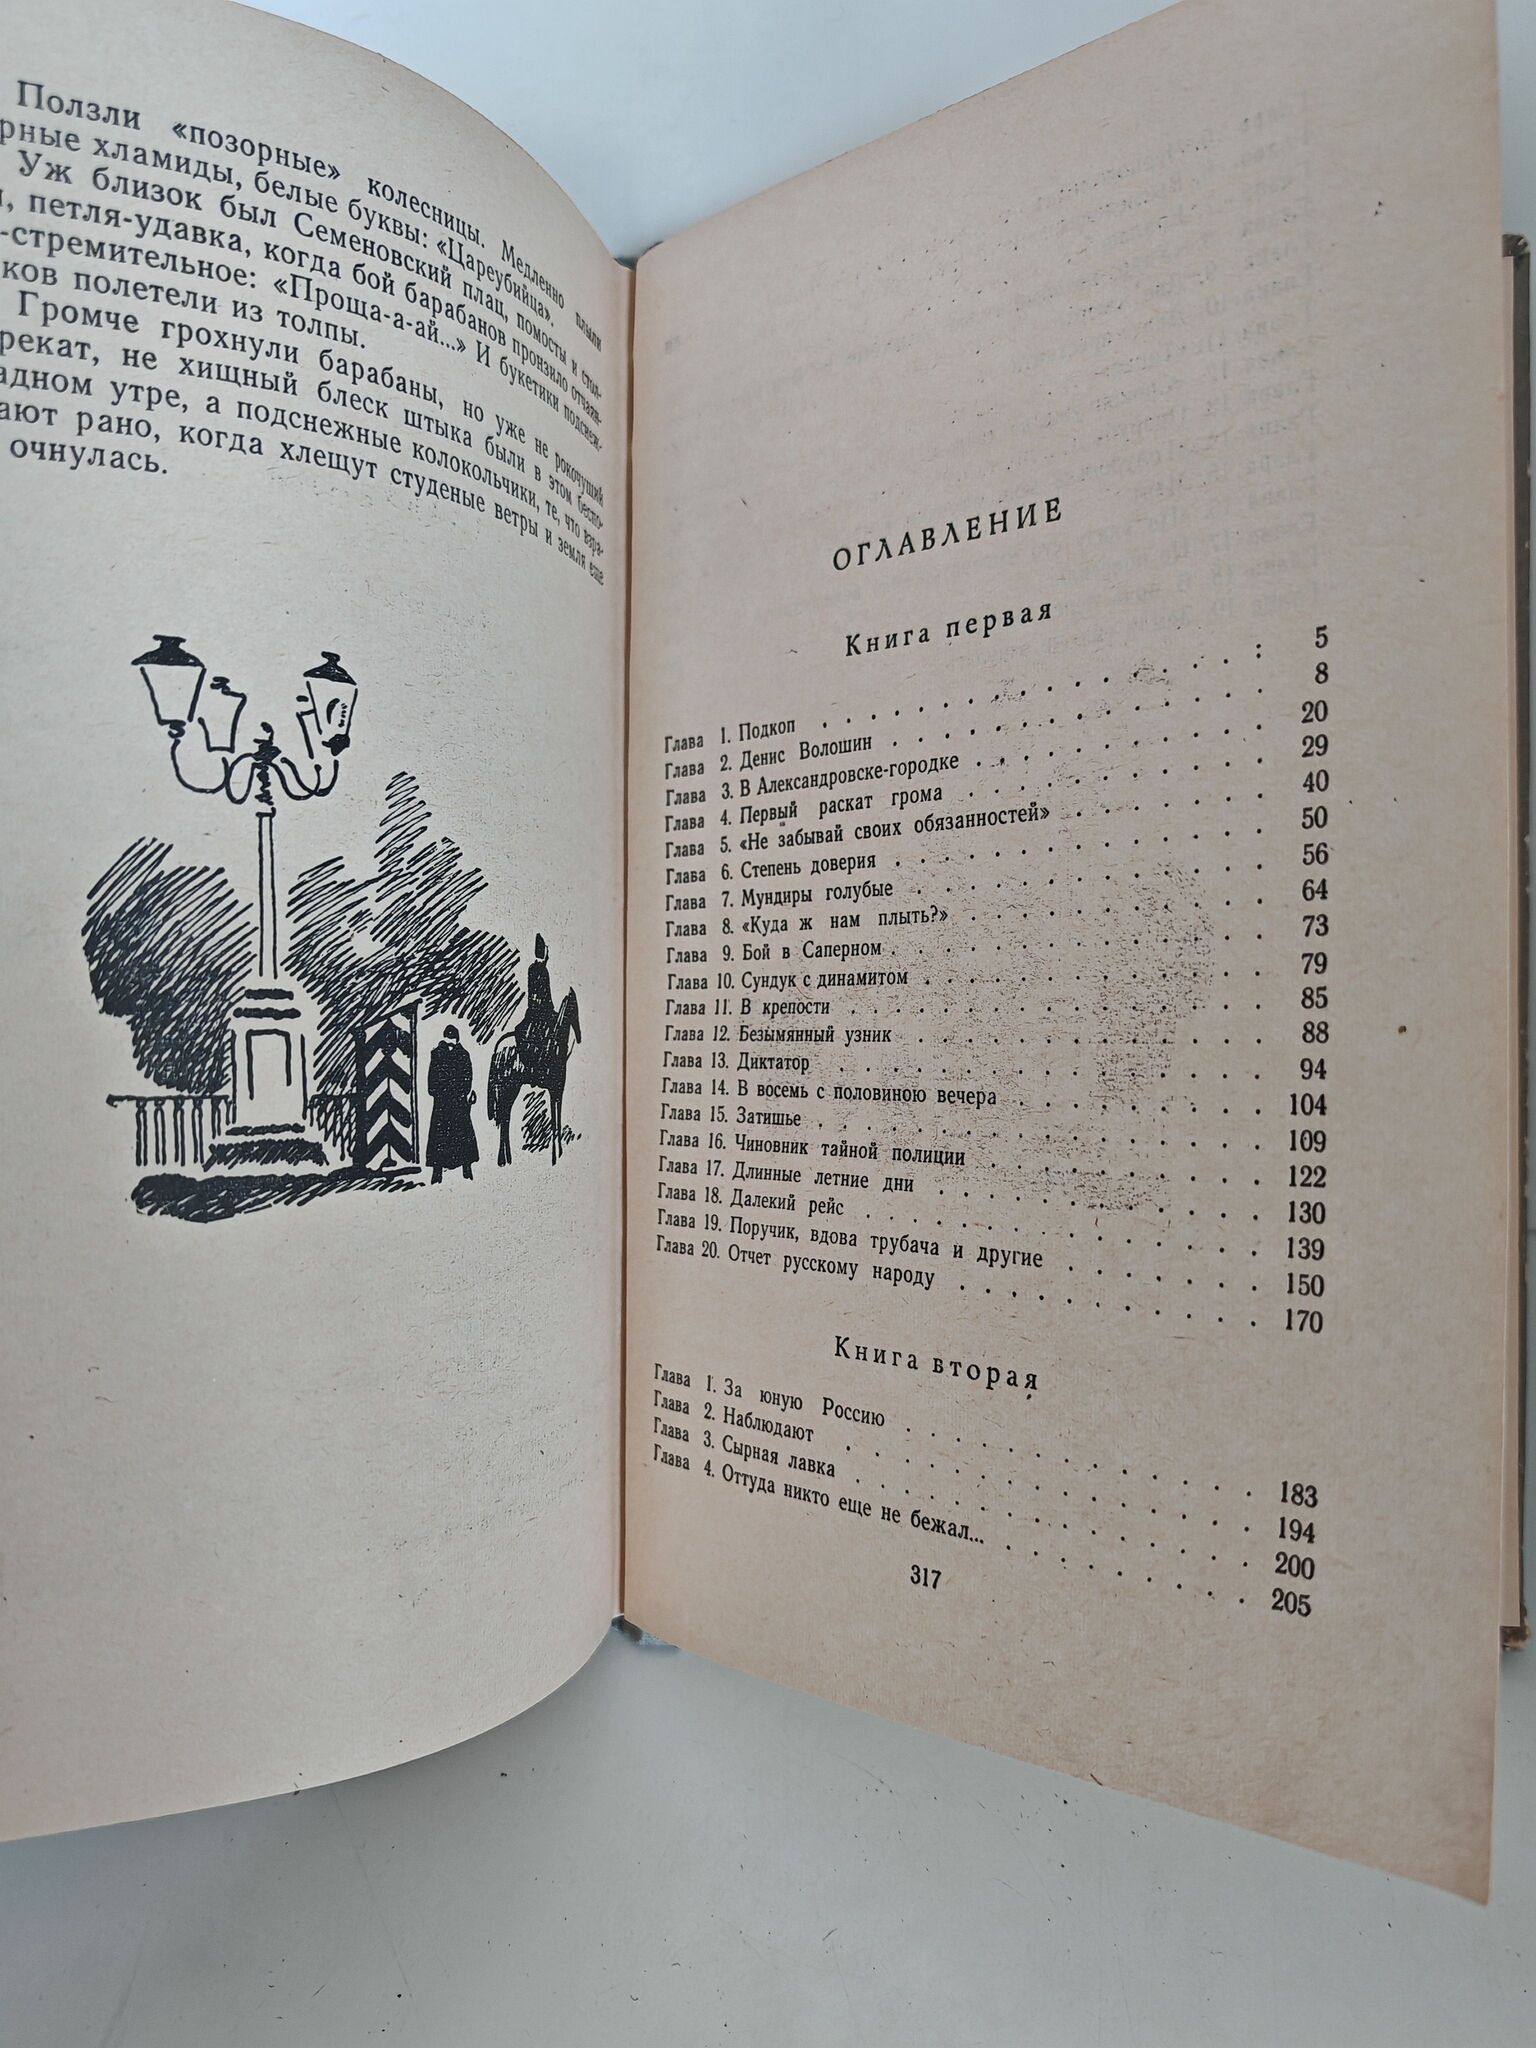 Ползли «позорные» колесницы. Медленно плыли
рные хламиды, белые буквы: «Цареубийца».
Уж близок был Семеновский плац, помосты и стол-
, петля-удавка, когда бой барабанов пронзило отчаян-
-стремительное: «Проща-а-ай...» И букетики подснеж-
ков полетели из толпы.
Громче грохнули барабаны, но уже не рокочущий
рекат, не хищный блеск штыка были в этом беспо-
адном утре, а подснежные колокольчики, те, что взра-
ают рано, когда хлещут студеные ветры и земля еще
очнулась.
ОГЛАВЛЕНИЕ
Книга первая
Глава 1. Подкоп . . . 5
Глава 2. Денис Волошин . . . 8
Глава 3. В Александровске-городке . . . 20
Глава 4. Первый раскат грома . . . 29
Глава 5. «Не забывай своих обязанностей» . . . 40
Глава 6. Степень доверия . . . 50
Глава 7. Мундиры голубые . . . 56
Глава 8. «Куда ж нам плыть?» . . . 64
Глава 9. Бой в Саперном . . . 73
Глава 10. Сундук с динамитом . . . 79
Глава 11. В крепости . . . 85
Глава 12. Безымянный узник . . . 88
Глава 13. Диктатор . . . 94
Глава 14. В восемь с половиною вечера . . . 104
Глава 15. Затишье . . . 109
Глава 16. Чиновник тайной полиции . . . 122
Глава 17. Длинные летние дни . . . 130
Глава 18. Далекий рейс . . . 139
Глава 19. Поручик, вдова трубача и другие . . . 150
Глава 20. Отчет русскому народу . . . 170
Книга вторая
Глава 1. За юную Россию . . . 183
Глава 2. Наблюдают . . . 194
Глава 3. Сырная лавка . . . 200
Глава 4. Оттуда никто еще не бежал... . . . 205
317